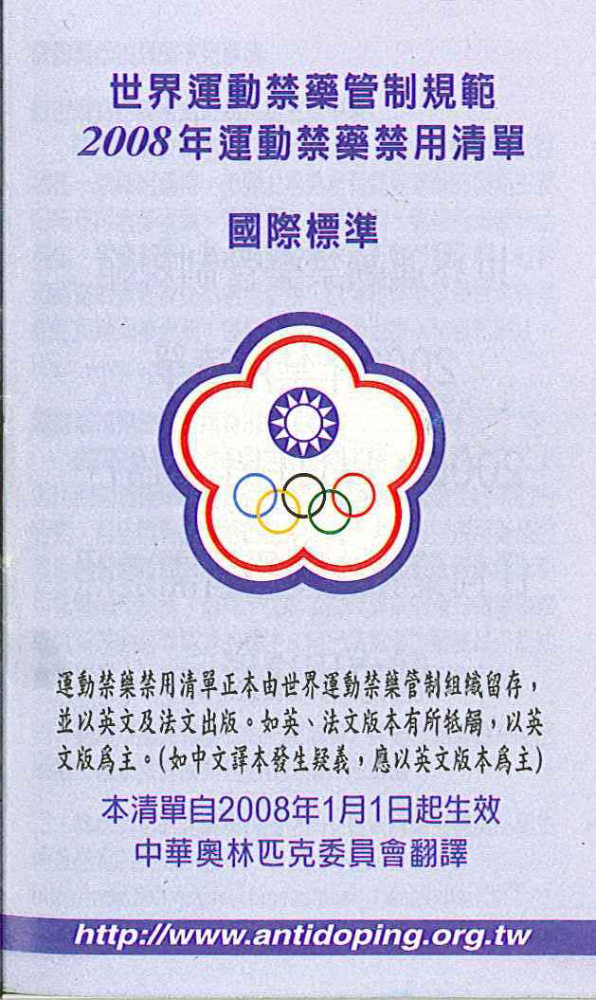 世界運動禁藥管制規範
2008年運動禁藥禁用清單
國際標準
運動禁藥禁用清單正本由世界運動禁藥管制組織留存，
並以英文及法文出版。如英、法文版本有所牴觸，以英
文版為主。(如中文譯本發生疑義，應以英文版本為主)
本清單自2008年1月1日起生效
中華奧林匹克委員會翻譯
http://www.antidoping.org.tw